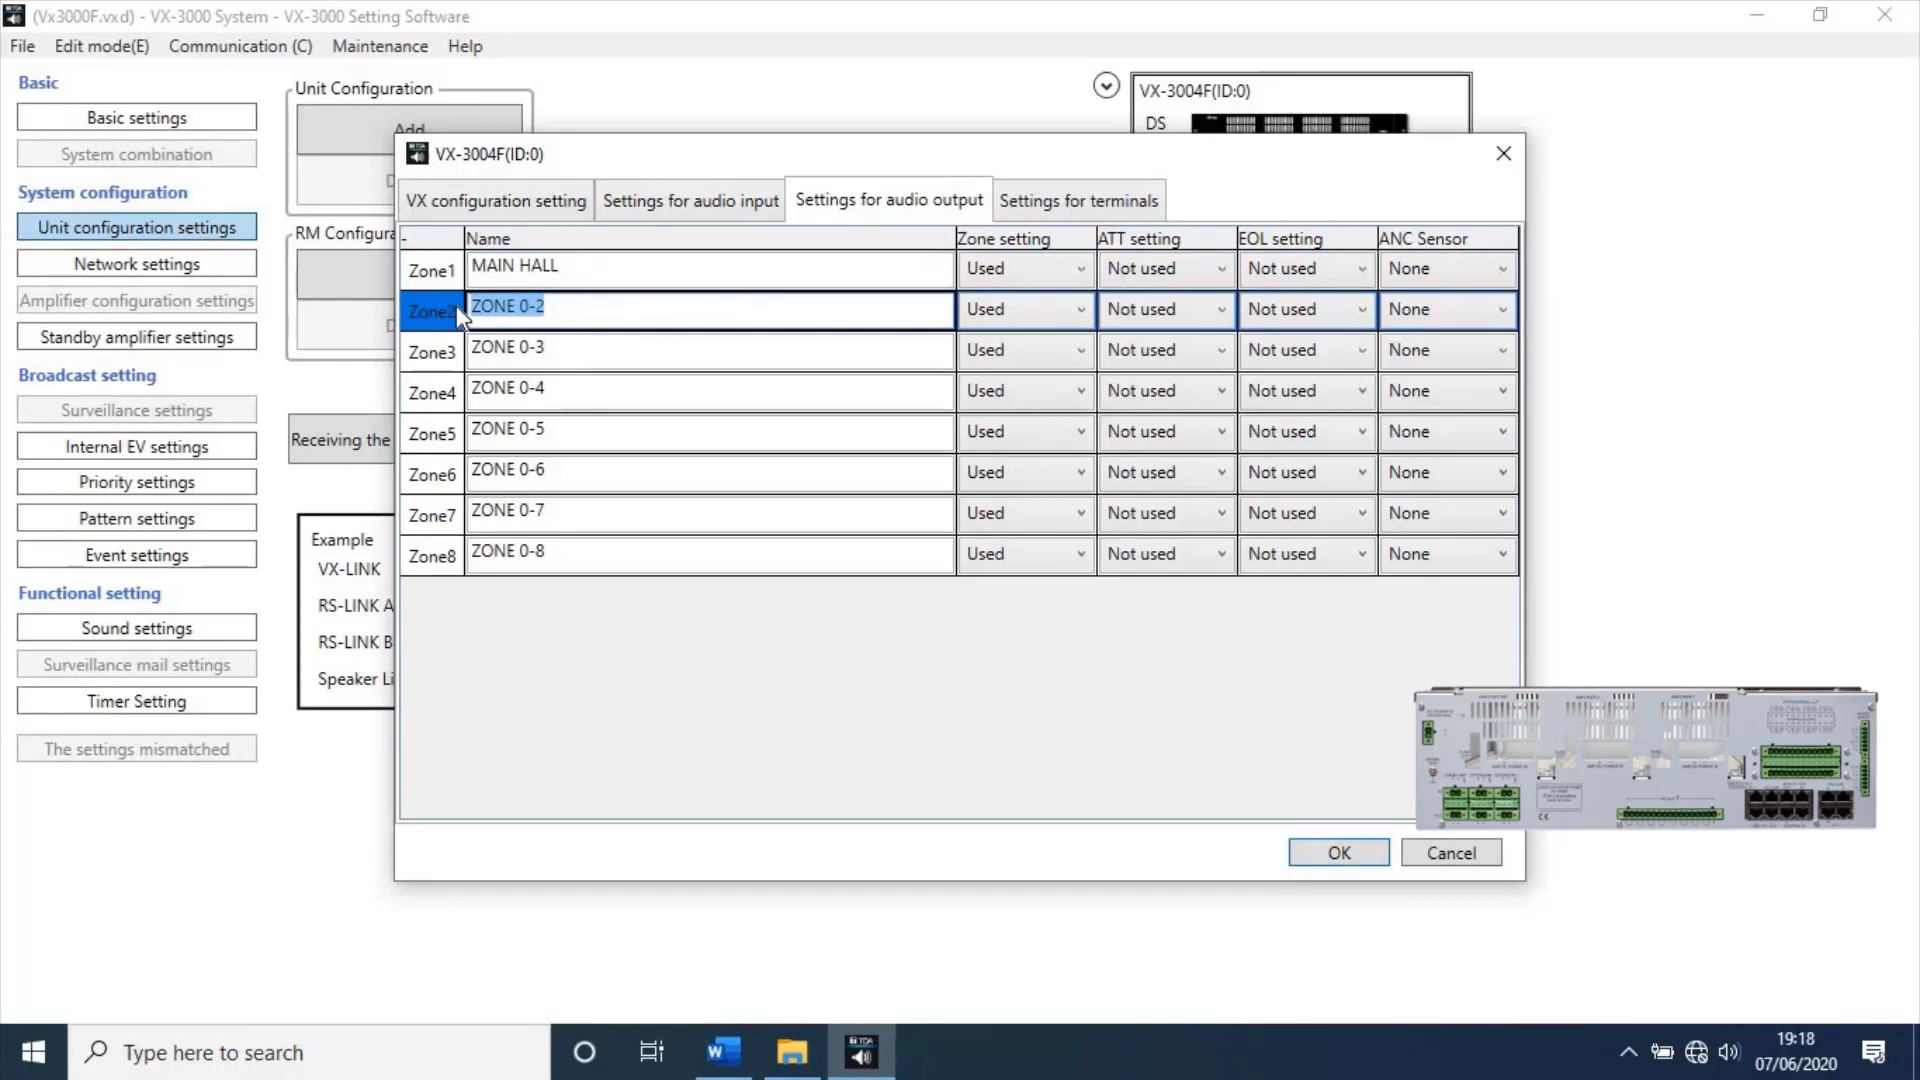 (Vx3000F.vxd) - VX-3000 System - VX-3000 Setting Software
File Edit mode(E) Communication (C) Maintenance Help
Basic
Basic settings
System combination
System configuration
Unit configuration settings
Network settings
Amplifier configuration settings
Standby amplifier settings
Broadcast setting
Surveillance settings
Internal EV settings
Priority settings
Pattern settings
Event settings
Functional setting
Sound settings
Surveillance mail settings
Timer Setting
The settings mismatched
Unit Configuration
Add
RM Configura
Receiving the
Example
VX-LINK
RS-LINK A
RS-LINK B
Speaker Li
VX-3004F(ID:0)
DS
VX-3004F(ID:0)
VX configuration setting Settings for audio input Settings for audio output Settings for terminals
- Name Zone setting ATT setting EOL setting ANC Sensor
Zone1 MAIN HALL Used Not used Not used None
Zone2 ZONE 0-2 Used Not used Not used None
Zone3 ZONE 0-3 Used Not used Not used None
Zone4 ZONE 0-4 Used Not used Not used None
Zone5 ZONE 0-5 Used Not used Not used None
Zone6 ZONE 0-6 Used Not used Not used None
Zone7 ZONE 0-7 Used Not used Not used None
Zone8 ZONE 0-8 Used Not used Not used None
OK Cancel
Type here to search
19:18
07/06/2020